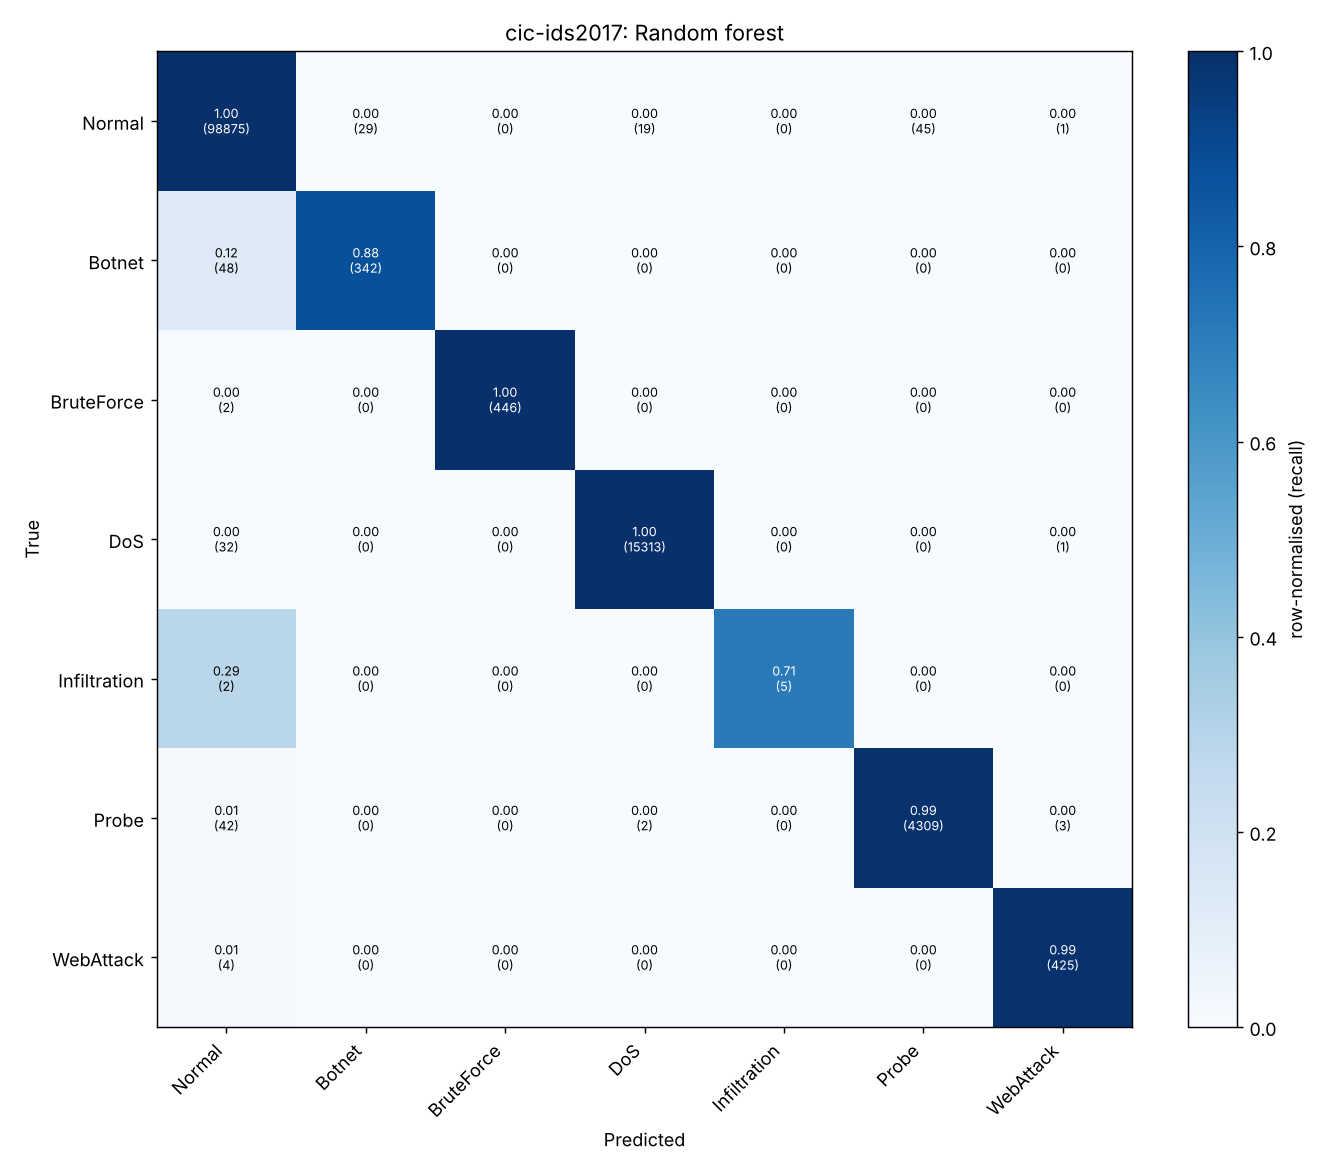 cic-ids2017: Random forest
Normal
1.00 0.00 0.00 0.00 0.00 0.00 0.00
(98875) (29) (0) (19) (0) (45) (1)
Botnet
0.12 0.88 0.00 0.00 0.00 0.00 0.00
(48) (342) (0) (0) (0) (0) (0)
BruteForce
0.00 0.00 1.00 0.00 0.00 0.00 0.00
(2) (0) (446) (0) (0) (0) (0)
DoS
0.00 0.00 0.00 1.00 0.00 0.00 0.00
(32) (0) (0) (15313) (0) (0) (1)
Infiltration
0.29 0.00 0.00 0.00 0.71 0.00 0.00
(2) (0) (0) (0) (5) (0) (0)
Probe
0.01 0.00 0.00 0.00 0.00 0.99 0.00
(42) (0) (0) (2) (0) (4309) (3)
WebAttack
0.01 0.00 0.00 0.00 0.00 0.00 0.99
(4) (0) (0) (0) (0) (0) (425)
True
Normal
Botnet
BruteForce
DoS
Infiltration
Probe
WebAttack
Predicted
1.0
0.8
0.6
0.4
0.2
0.0
row-normalised (recall)